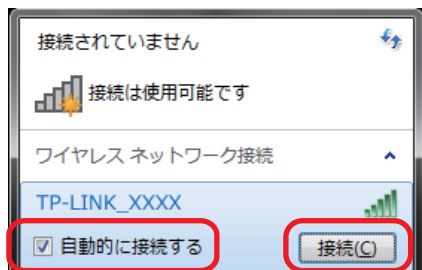 接続されていません
接続は使用可能です
ワイヤレス ネットワーク接続
TP-LINK_XXXX
自動的に接続する 接続(C)